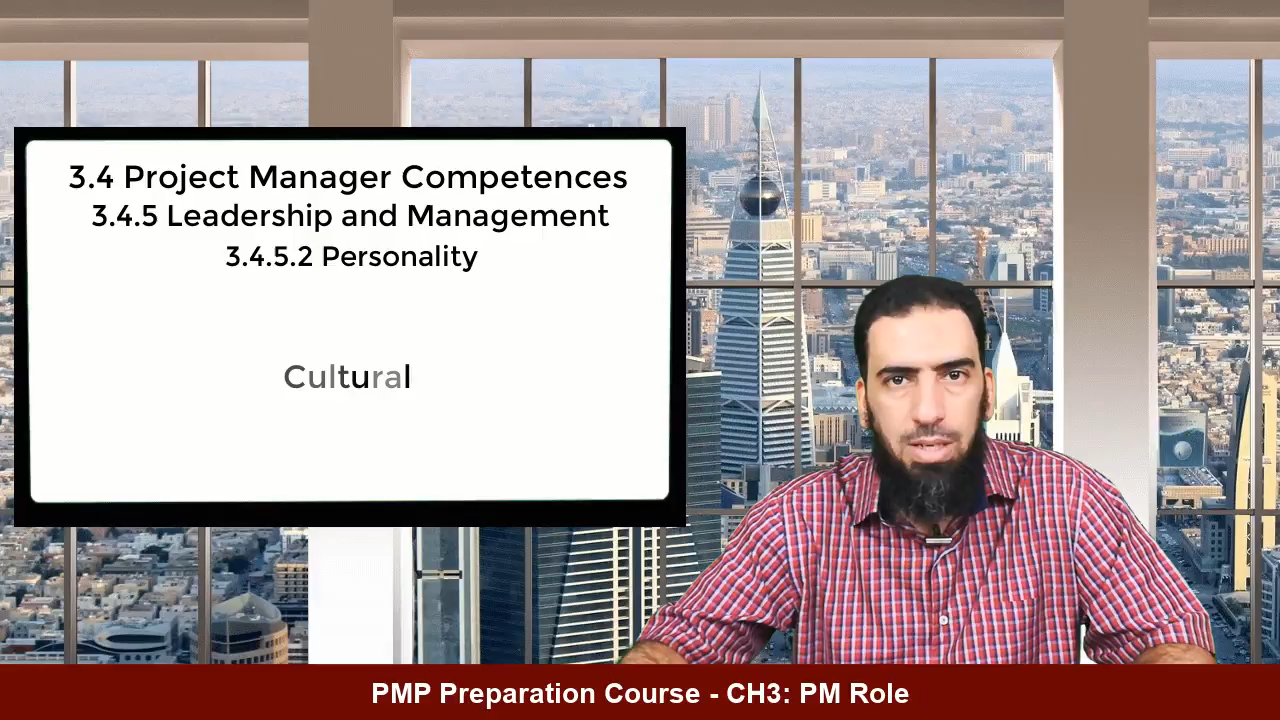 3.4 Project Manager Competences
3.4.5 Leadership and Management
3.4.5.2 Personality
Cultural
PMP Preparation Course - CH3: PM Role